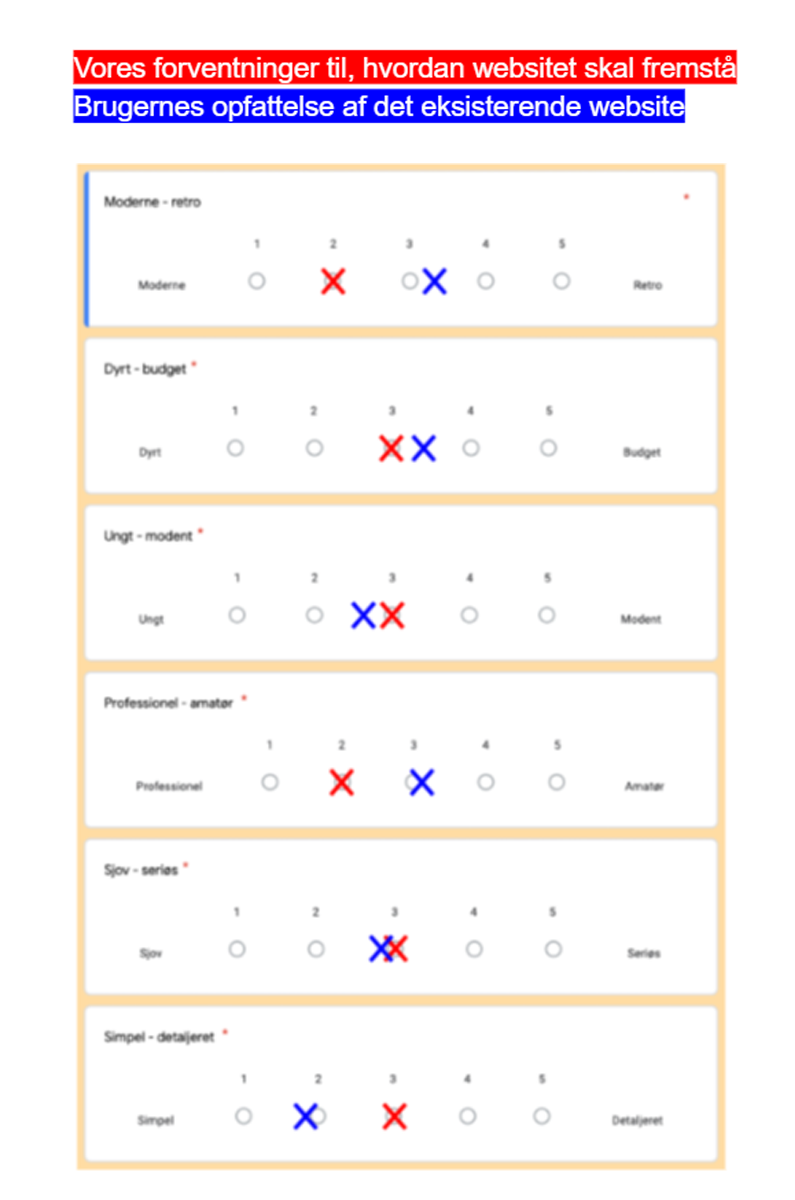 Vores forventninger til, hvordan websitet skal fremstå
Brugernes opfattelse af det eksisterende website
Moderne - retro *
1 2 3 4 5
Moderne Retro
Dyrt - budget *
1 2 3 4 5
Dyrt Budget
Ungt - modent *
1 2 3 4 5
Ungt Modent
Professionel - amatør *
1 2 3 4 5
Professionel Amatør
Sjov - seriøs *
1 2 3 4 5
Sjov Seriøs
Simpel - detaljeret *
1 2 3 4 5
Simpel Detaljeret